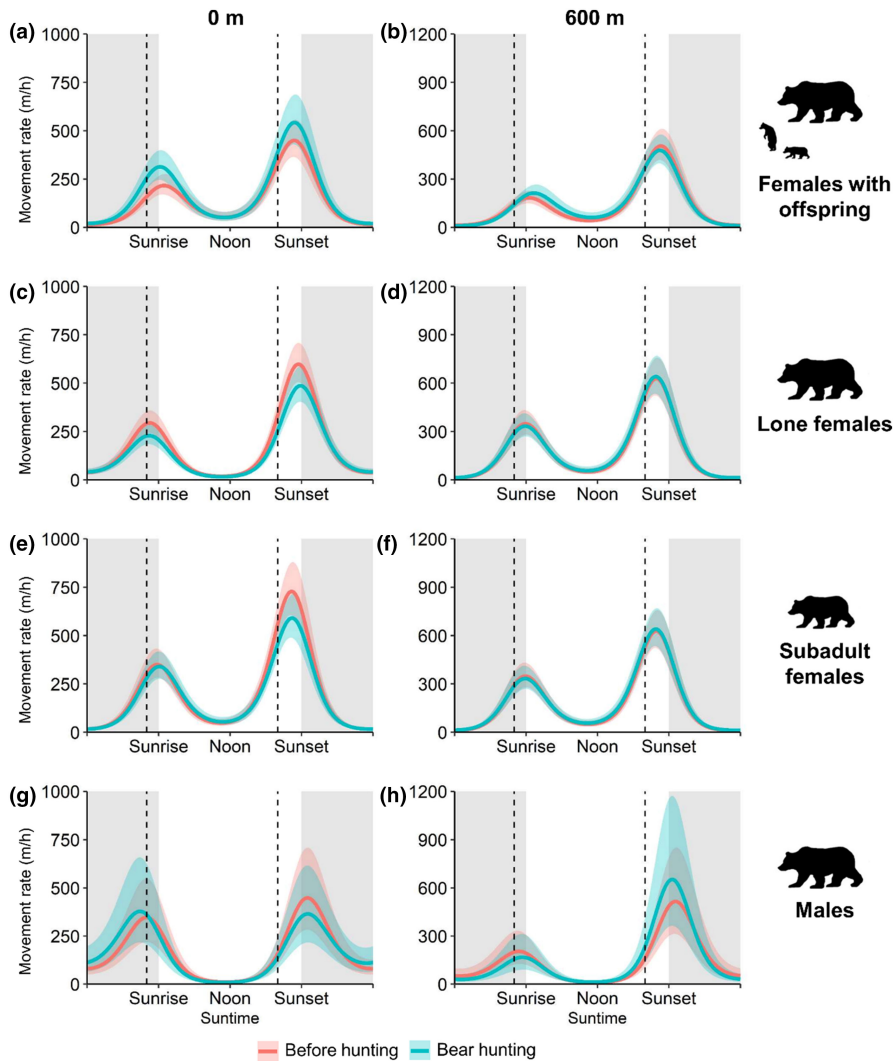 0 m
600 m
(a)
1000
750
500
250
0
Movement rate (m/h)
Sunrise
Noon
Sunset
(b)
1200
900
600
300
0
Sunrise
Noon
Sunset
Females with
offspring
(c)
1000
750
500
250
0
Movement rate (m/h)
Sunrise
Noon
Sunset
(d)
1200
900
600
300
0
Sunrise
Noon
Sunset
Lone females
(e)
1000
750
500
250
0
Movement rate (m/h)
Sunrise
Noon
Sunset
(f)
1200
900
600
300
0
Sunrise
Noon
Sunset
Subadult
females
(g)
1000
750
500
250
0
Movement rate (m/h)
Sunrise
Noon
Sunset
Suntime
(h)
1200
900
600
300
0
Sunrise
Noon
Sunset
Suntime
Males
Before hunting
Bear hunting